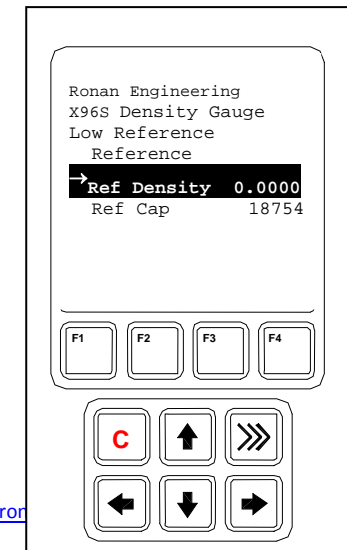 Ronan Engineering
X96S Density Gauge
Low Reference
Reference
→Ref Density 0.0000
Ref Cap 18754
F1 F2 F3 F4
C